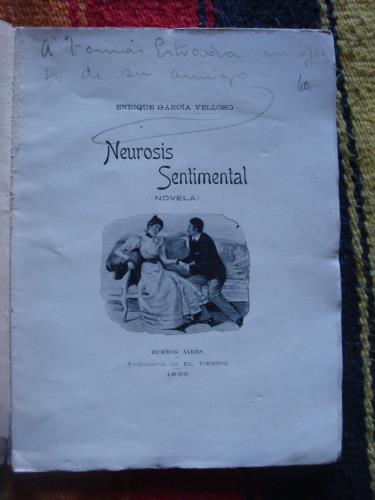 A Tomás Estrada con afec
to de su amigo
ENRIQUE GARCÍA VELLOSO
Neurosis
Sentimental
(NOVELA)
BUENOS AIRES
TIPOGRAFÍA DE EL TIEMPO